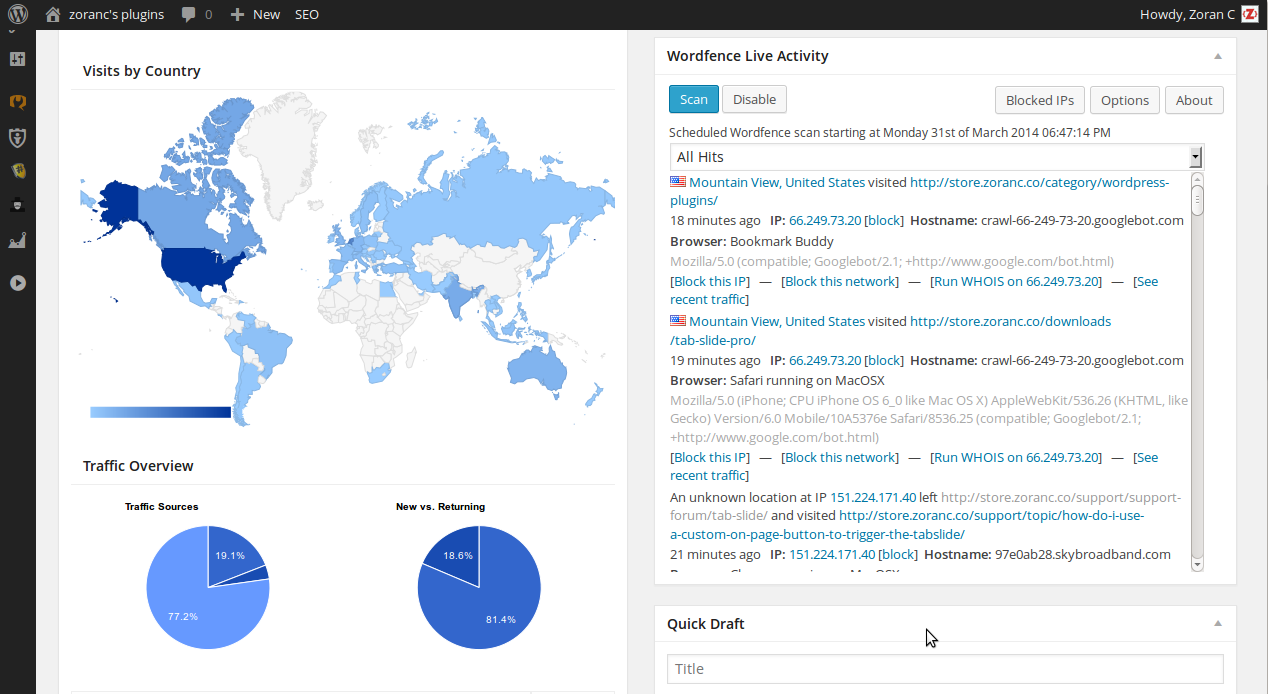 zoranc's plugins
0
New
SEO
Howdy, Zoran C
Visits by Country
Traffic Overview
Traffic Sources
New vs. Returning
19.1%
77.2%
18.6%
81.4%
Wordfence Live Activity
Scan
Disable
Blocked IPs
Options
About
Scheduled Wordfence scan starting at Monday 31st of March 2014 06:47:14 PM
All Hits
Mountain View, United States visited http://store.zoranc.co/category/wordpress-
plugins/
18 minutes ago IP: 66.249.73.20 [block] Hostname: crawl-66-249-73-20.googlebot.com
Browser: Bookmark Buddy
Mozilla/5.0 (compatible; Googlebot/2.1; +http://www.google.com/bot.html)
[Block this IP] — [Block this network] — [Run WHOIS on 66.249.73.20] — [See
recent traffic]
Mountain View, United States visited http://store.zoranc.co/downloads
/tab-slide-pro/
19 minutes ago IP: 66.249.73.20 [block] Hostname: crawl-66-249-73-20.googlebot.com
Browser: Safari running on MacOSX
Mozilla/5.0 (iPhone; CPU iPhone OS 6_0 like Mac OS X) AppleWebKit/536.26 (KHTML, like
Gecko) Version/6.0 Mobile/10A5376e Safari/8536.25 (compatible; Googlebot/2.1;
+http://www.google.com/bot.html)
[Block this IP] — [Block this network] — [Run WHOIS on 66.249.73.20] — [See
recent traffic]
An unknown location at IP 151.224.171.40 left http://store.zoranc.co/support/support-
forum/tab-slide/ and visited http://store.zoranc.co/support/topic/how-do-i-use-
a-custom-on-page-button-to-trigger-the-tabslide/
21 minutes ago IP: 151.224.171.40 [block] Hostname: 97e0ab28.skybroadband.com
Quick Draft
Title